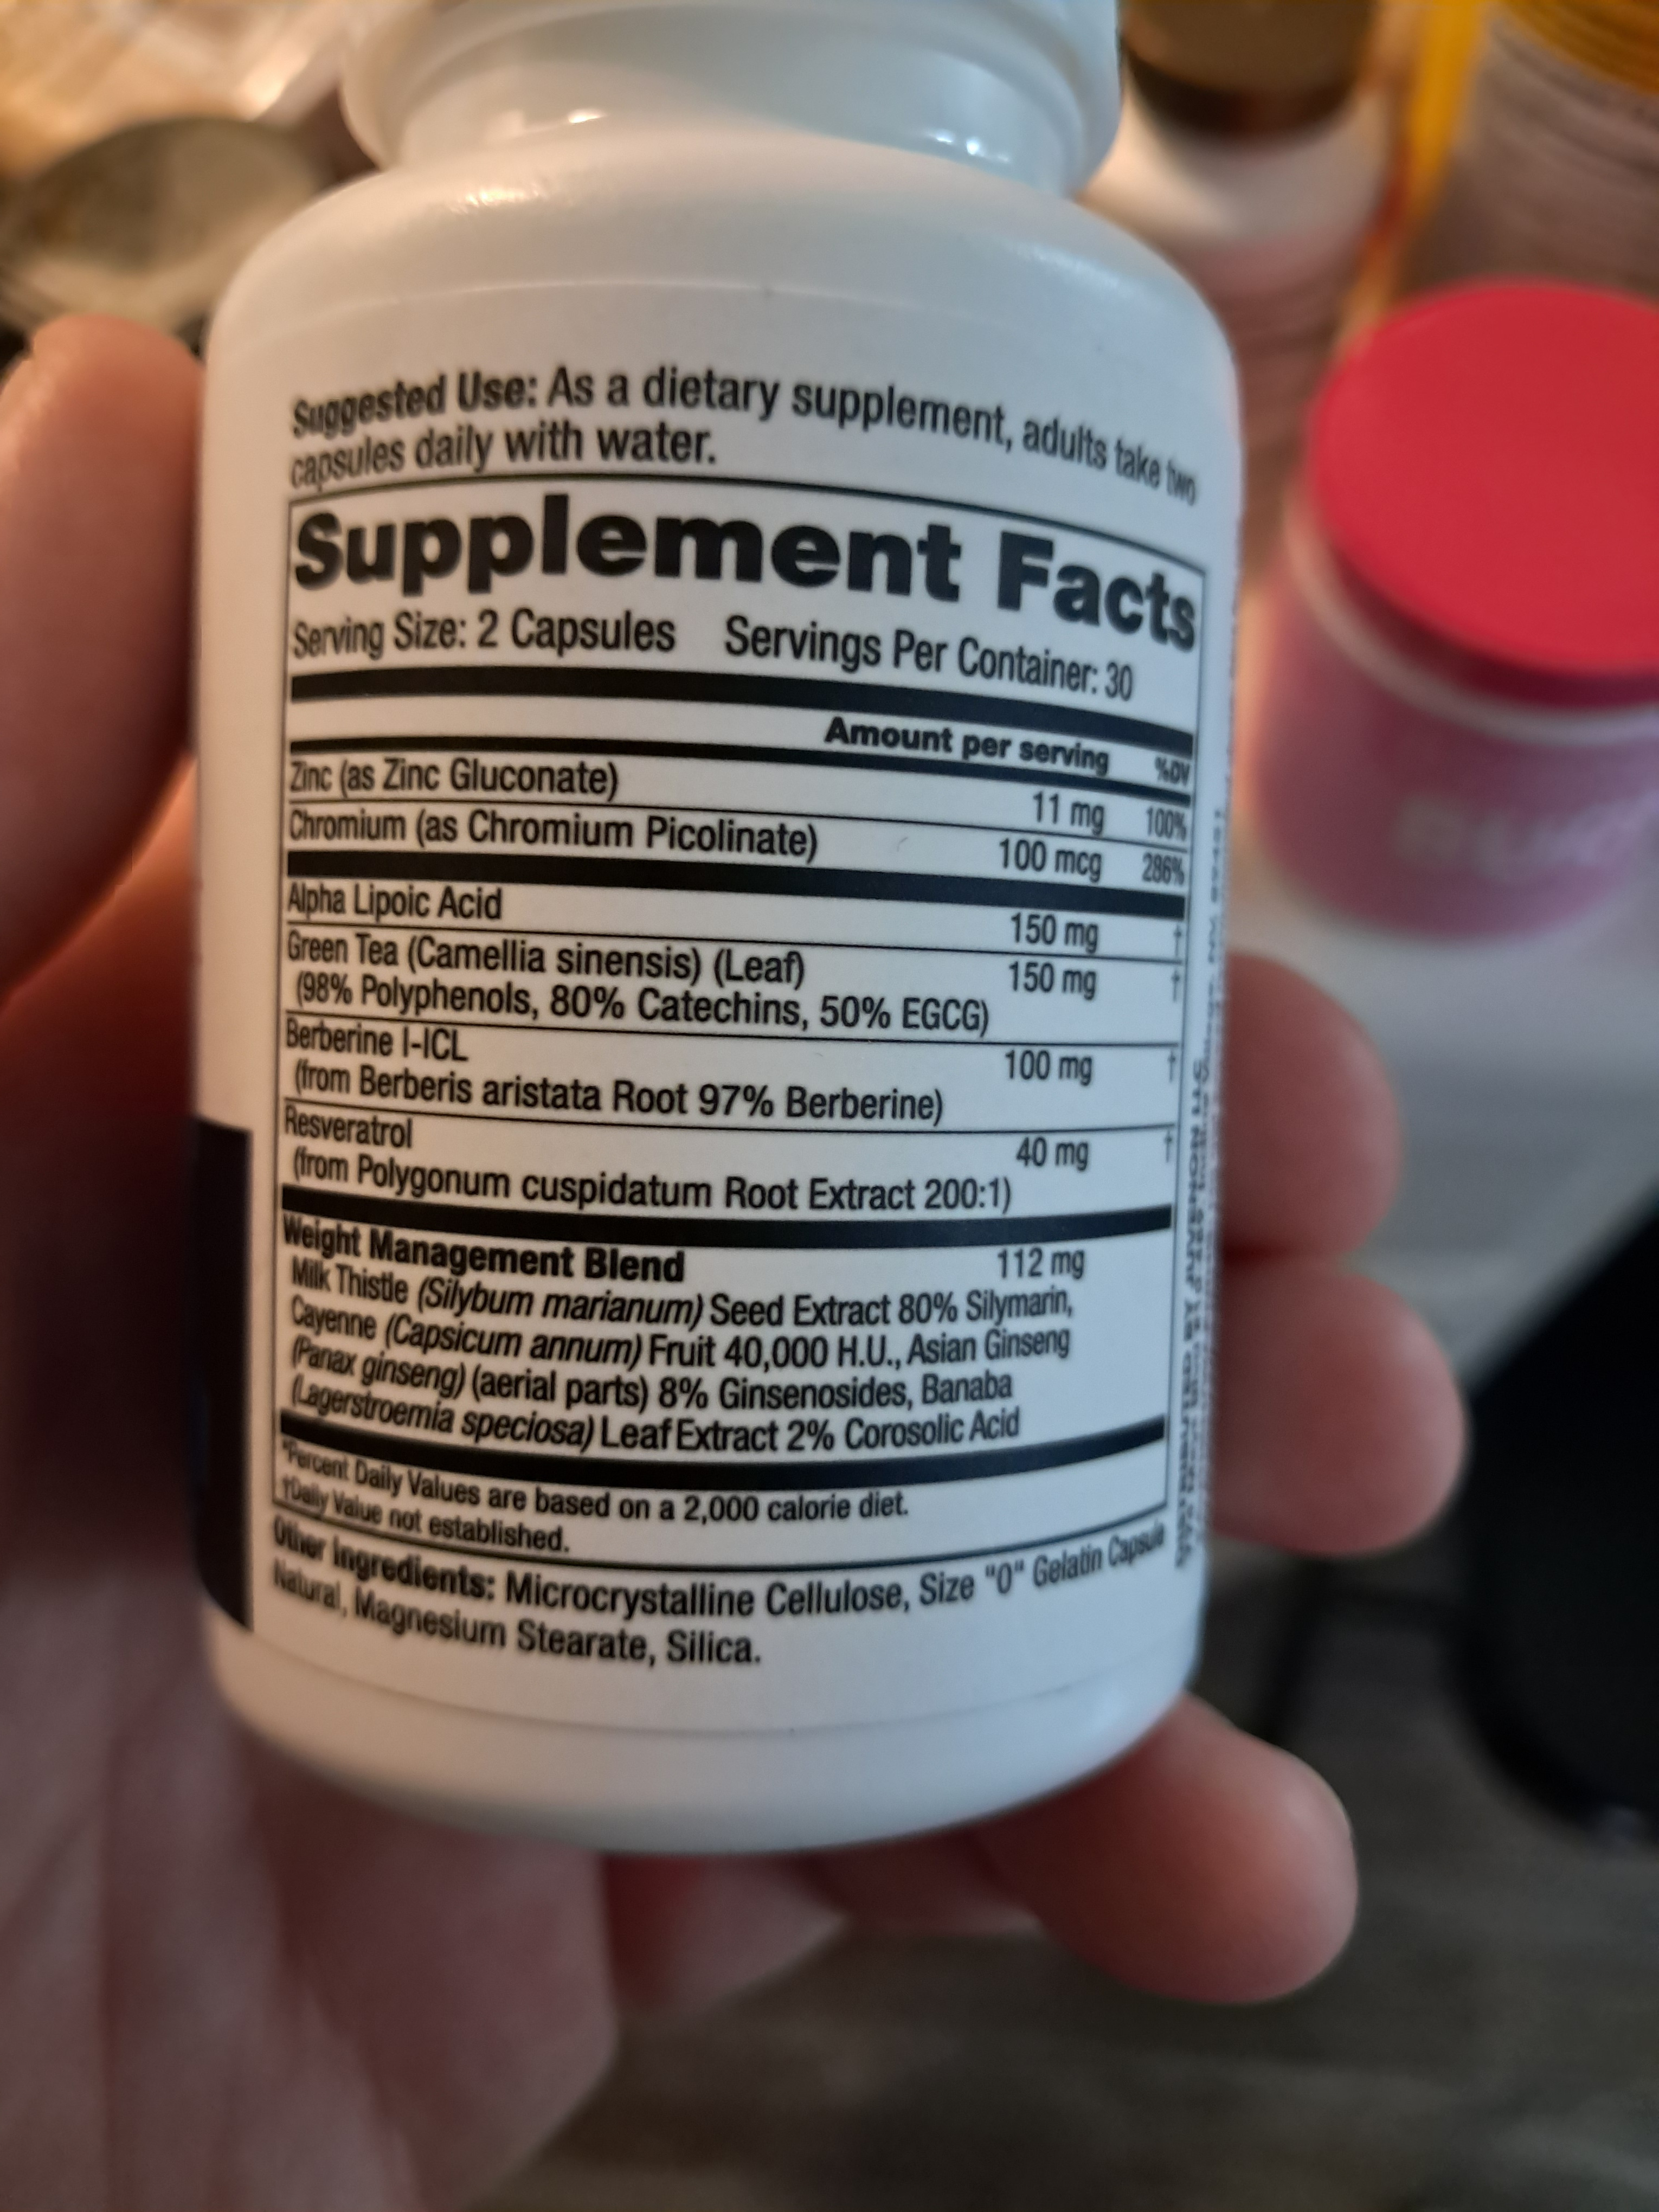 Suggested Use: As a dietary supplement, adults take two
capsules daily with water.
Supplement Facts
Serving Size: 2 Capsules Servings Per Container: 30
Amount per serving %DV
Zinc (as Zinc Gluconate) 11 mg 100%
Chromium (as Chromium Picolinate) 100 mcg 286%
Alpha Lipoic Acid 150 mg †
Green Tea (Camellia sinensis) (Leaf) 150 mg †
(98% Polyphenols, 80% Catechins, 50% EGCG)
Berberine I-ICL 100 mg †
(from Berberis aristata Root 97% Berberine)
Resveratrol 40 mg †
(from Polygonum cuspidatum Root Extract 200:1)
Weight Management Blend 112 mg
Milk Thistle (Silybum marianum) Seed Extract 80% Silymarin,
Cayenne (Capsicum annum) Fruit 40,000 H.U., Asian Ginseng
(Panax ginseng) (aerial parts) 8% Ginsenosides, Banaba
(Lagerstroemia speciosa) Leaf Extract 2% Corosolic Acid
*Percent Daily Values are based on a 2,000 calorie diet.
†Daily Value not established.
Other Ingredients: Microcrystalline Cellulose, Size "0" Gelatin Capsule
Natural, Magnesium Stearate, Silica.